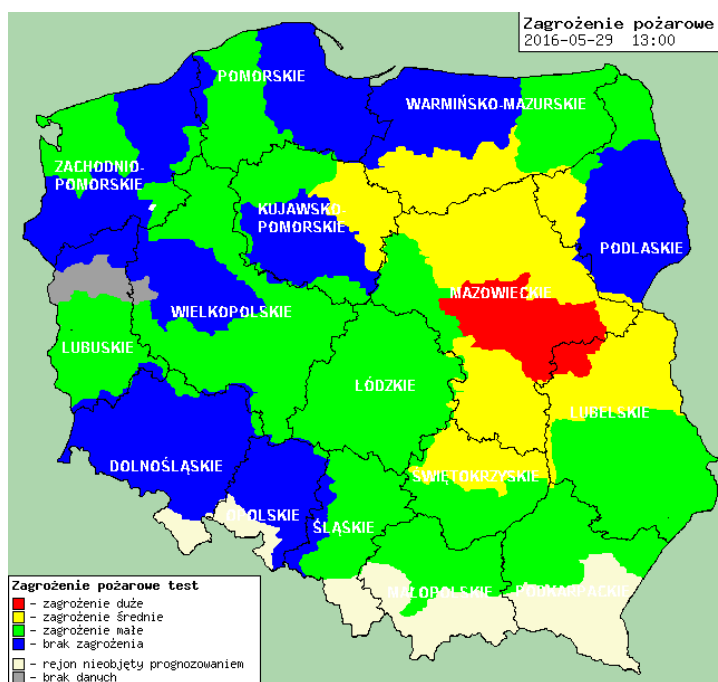 Zagrożenie pożarowe
2016-05-29 13:00
POMORSKIE
WARMIŃSKO-MAZURSKIE
ZACHODNIO-
POMORSKIE
KUJAWSKO
POMORSKIE
PODLASKIE
MAZOWIECKIE
WIELKOPOLSKIE
LUBUSKIE
ŁÓDZKIE
LUBELSKIE
DOLNOŚLĄSKIE
ŚWIĘTOKRZYSKIE
OPOLSKIE
ŚLĄSKIE
MAŁOPOLSKIE
PODKARPACKIE
Zagrożenie pożarowe test
- zagrożenie duże
- zagrożenie średnie
- zagrożenie małe
- brak zagrożenia
- rejon nieobjęty prognozowaniem
- brak danych